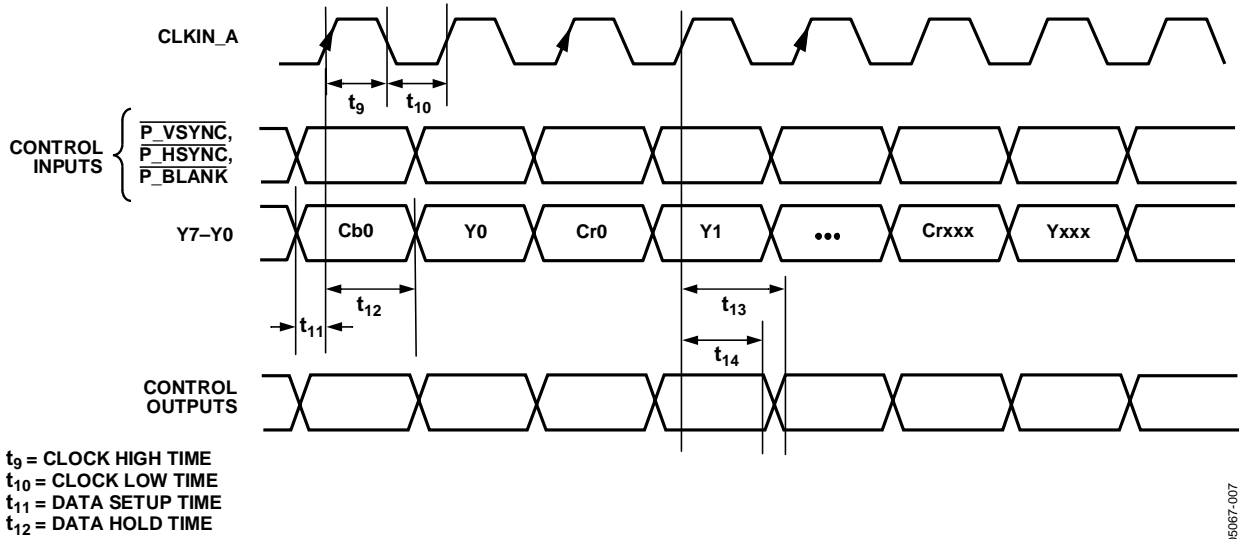 CLKIN_A
t9
t10
CONTROL
INPUTS
P_VSYNC,
P_HSYNC,
P_BLANK
Y7–Y0
Cb0
Y0
Cr0
Y1
•••
Crxxx
Yxxx
t12
t11
t13
t14
CONTROL
OUTPUTS
t9 = CLOCK HIGH TIME
t10 = CLOCK LOW TIME
t11 = DATA SETUP TIME
t12 = DATA HOLD TIME
05067-007